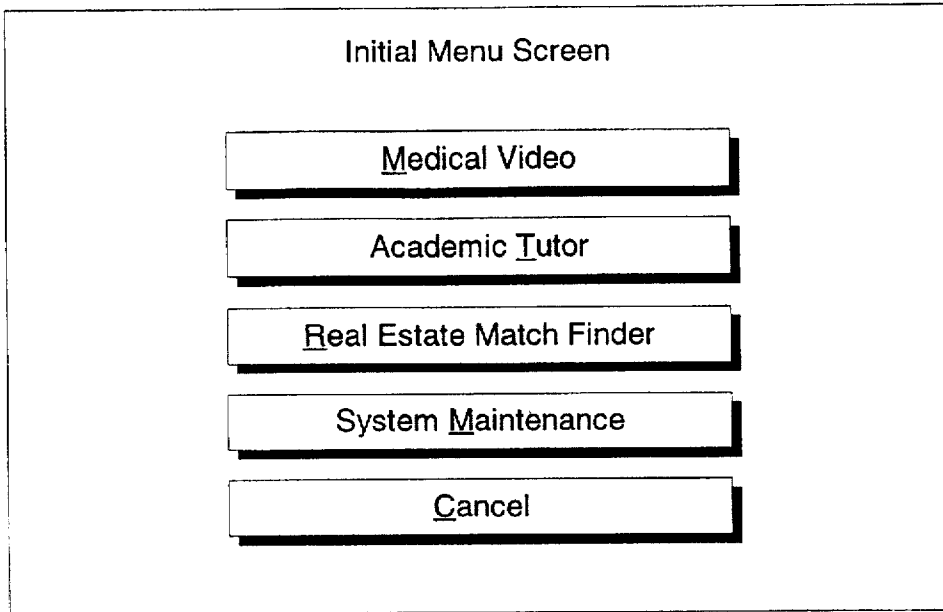 Initial Menu Screen
Medical Video
Academic Tutor
Real Estate Match Finder
System Maintenance
Cancel